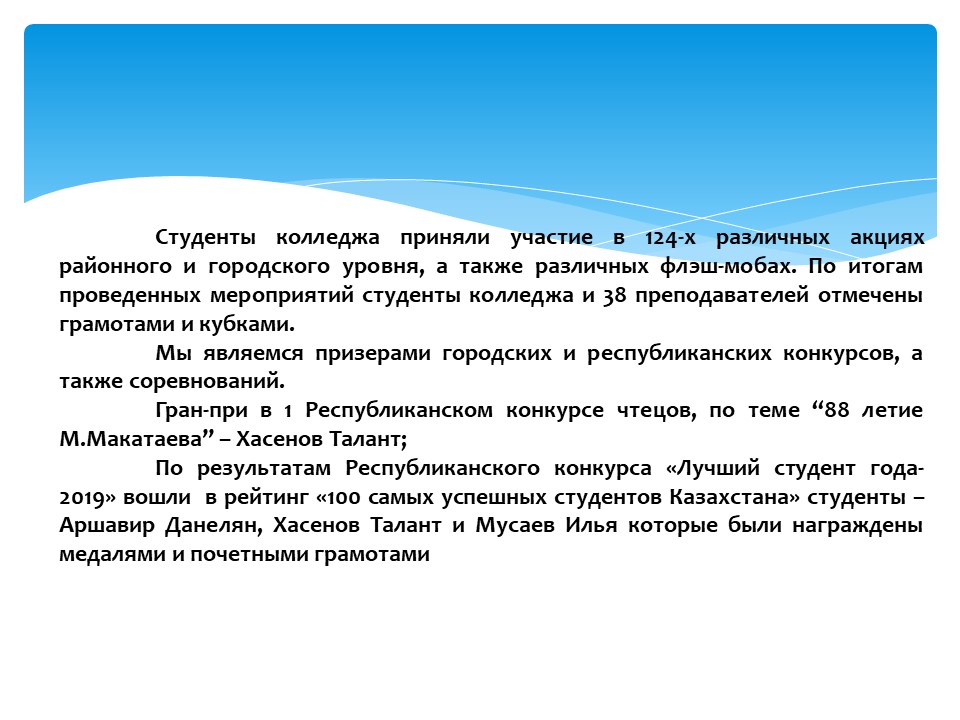 Студенты колледжа приняли участие в 124-х различных акциях
районного и городского уровня, а также различных флэш-мобах. По итогам
проведенных мероприятий студенты колледжа и 38 преподавателей отмечены
грамотами и кубками.
Мы являемся призерами городских и республиканских конкурсов, а
также соревнований.
Гран-при в 1 Республиканском конкурсе чтецов, по теме “88 летие
М.Макатаева” – Хасенов Талант;
По результатам Республиканского конкурса «Лучший студент года-
2019» вошли в рейтинг «100 самых успешных студентов Казахстана» студенты –
Аршавир Данелян, Хасенов Талант и Мусаев Илья которые были награждены
медалями и почетными грамотами